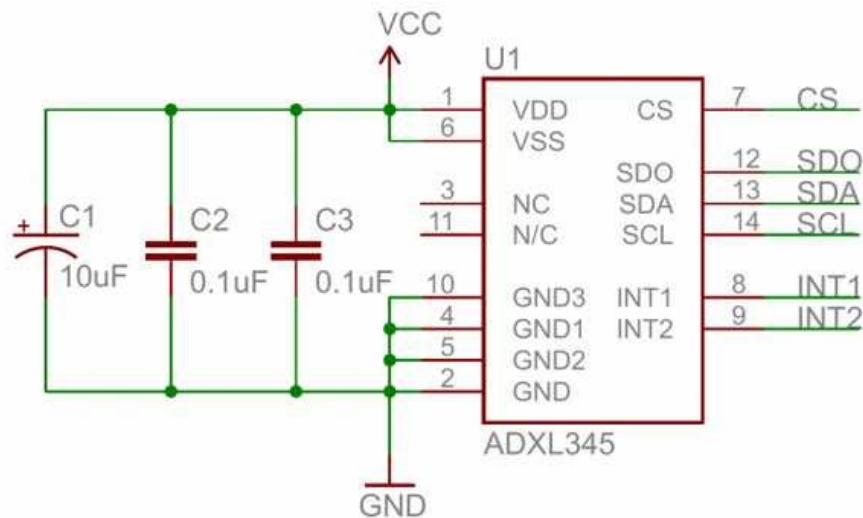 VCC
U1
1 VDD CS 7 CS
6 VSS
SDO 12 SDO
3 NC SDA 13 SDA
11 N/C SCL 14 SCL
+ C1 C2 C3
10uF 0.1uF 0.1uF
10 GND3 INT1 8 INT1
4 GND1 INT2 9 INT2
5 GND2
2 GND
ADXL345
GND